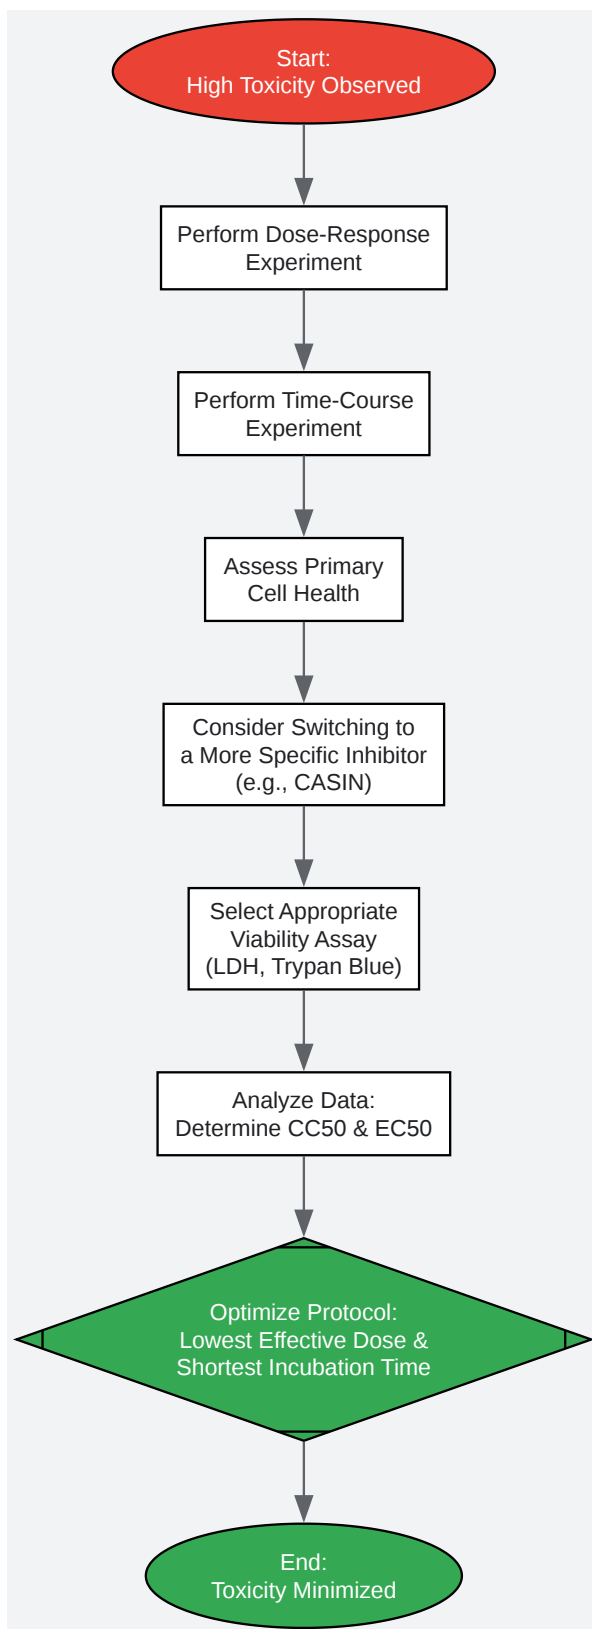 Start:
High Toxicity Observed
Perform Dose-Response
Experiment
Perform Time-Course
Experiment
Assess Primary
Cell Health
Consider Switching to
a More Specific Inhibitor
(e.g., CASIN)
Select Appropriate
Viability Assay
(LDH, Trypan Blue)
Analyze Data:
Determine CC50 & EC50
Optimize Protocol:
Lowest Effective Dose &
Shortest Incubation Time
End:
Toxicity Minimized